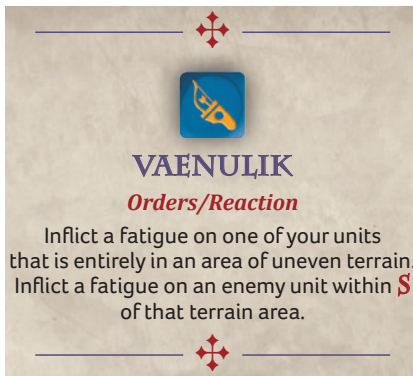 VAENULIK
Orders/Reaction
Inflict a fatigue on one of your units
that is entirely in an area of uneven terrain.
Inflict a fatigue on an enemy unit within S
of that terrain area.